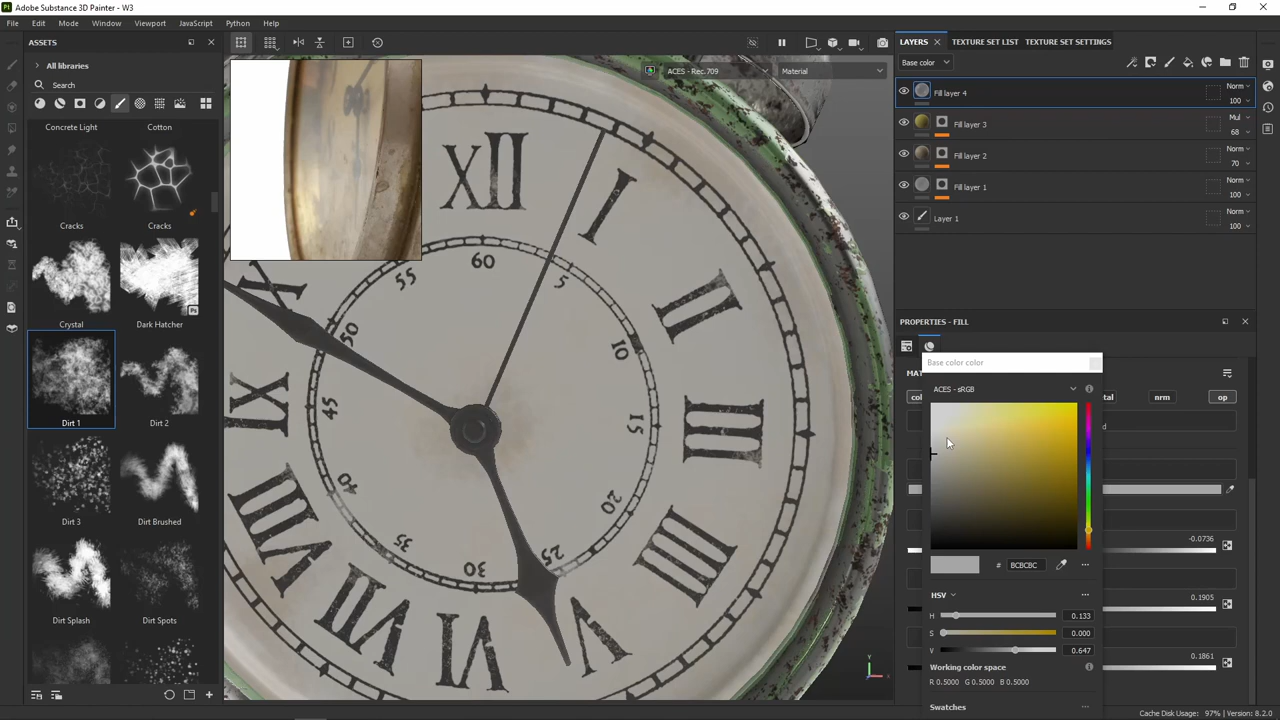 Pt Adobe Substance 3D Painter - W3
File Edit Mode Window Viewport JavaScript Python Help
ASSETS
All libraries
Search
Concrete Light Cotton
Cracks Cracks
Crystal Dark Hatcher
Ps
Dirt 1 Dirt 2
Dirt 3 Dirt Brushed
Dirt Splash Dirt Spots
ACES - Rec.709 Material
XII
I
II
III
IIII
V
VI
VII
VIII
IX
X
60
5
10
15
20
25
30
35
40
45
50
55
Y
LAYERS TEXTURE SET LIST TEXTURE SET SETTINGS
Base color
Fill layer 4 Norm 100
Fill layer 3 Mul 68
Fill layer 2 Norm 70
Fill layer 1 Norm 100
Layer 1 Norm 100
PROPERTIES - FILL
Base color color
MA
ACES - sRGB
col tal nrm op
d
-0.0736
# BCBCBC
HSV
0.1905
H 0.133
S 0.000
V 0.647
0.1861
Working color space
R 0.5000 G 0.5000 B 0.5000
Swatches
Cache Disk Usage: 97% | Version: 8.2.0